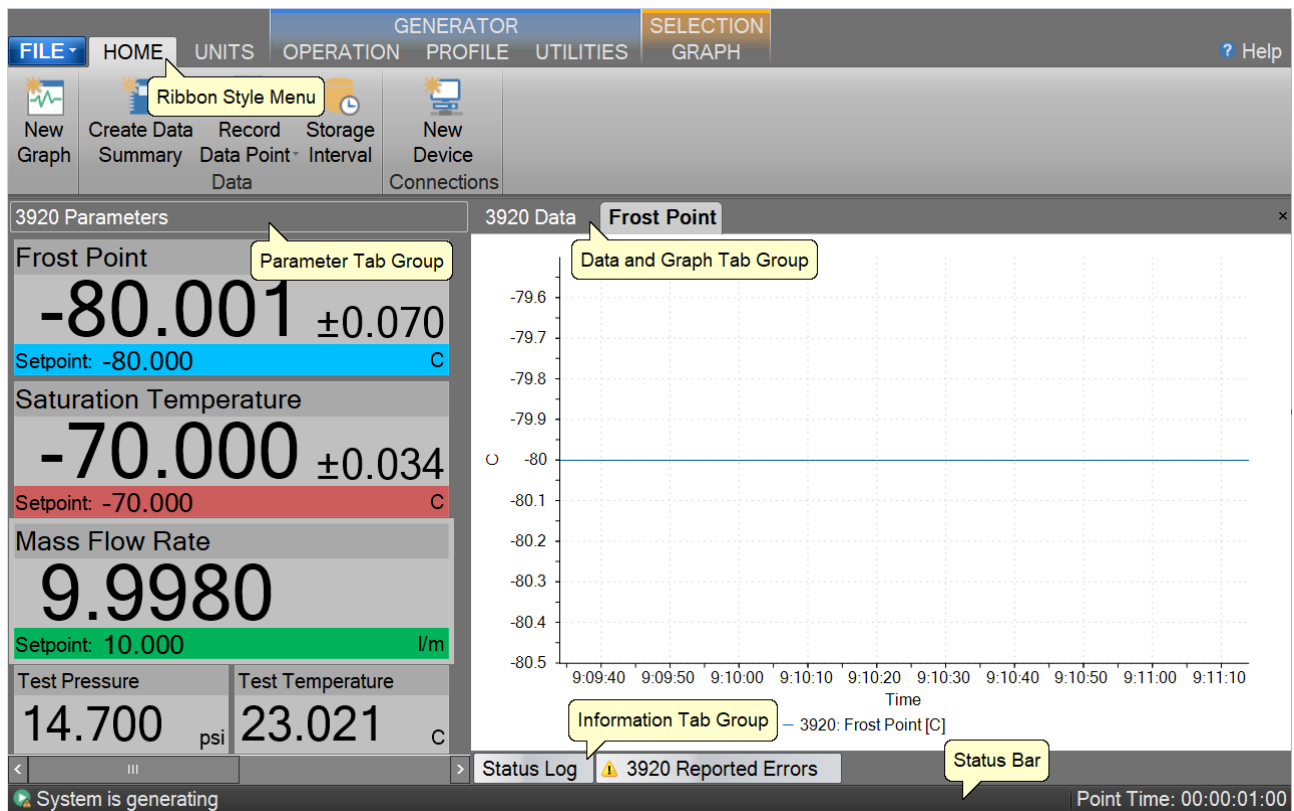 GENERATOR SELECTION
FILE HOME UNITS OPERATION PROFILE UTILITIES GRAPH ? Help
Ribbon Style Menu
New Create Data Record Storage New
Graph Summary Data Point Interval Device
Data Connections
3920 Parameters
Parameter Tab Group
Frost Point
-80.001 ±0.070
Setpoint: -80.000 C
Saturation Temperature
-70.000 ±0.034
Setpoint: -70.000 C
Mass Flow Rate
9.9980
Setpoint: 10.000 l/m
Test Pressure
14.700 psi
Test Temperature
23.021 C
3920 Data Frost Point ×
Data and Graph Tab Group
-79.6
-79.7
-79.8
-79.9
-80
-80.1
-80.2
-80.3
-80.4
-80.5
C
9:09:40 9:09:50 9:10:00 9:10:10 9:10:20 9:10:30 9:10:40 9:10:50 9:11:00 9:11:10
Time
3920: Frost Point [C]
Information Tab Group
Status Log 3920 Reported Errors
Status Bar
System is generating Point Time: 00:00:01:00